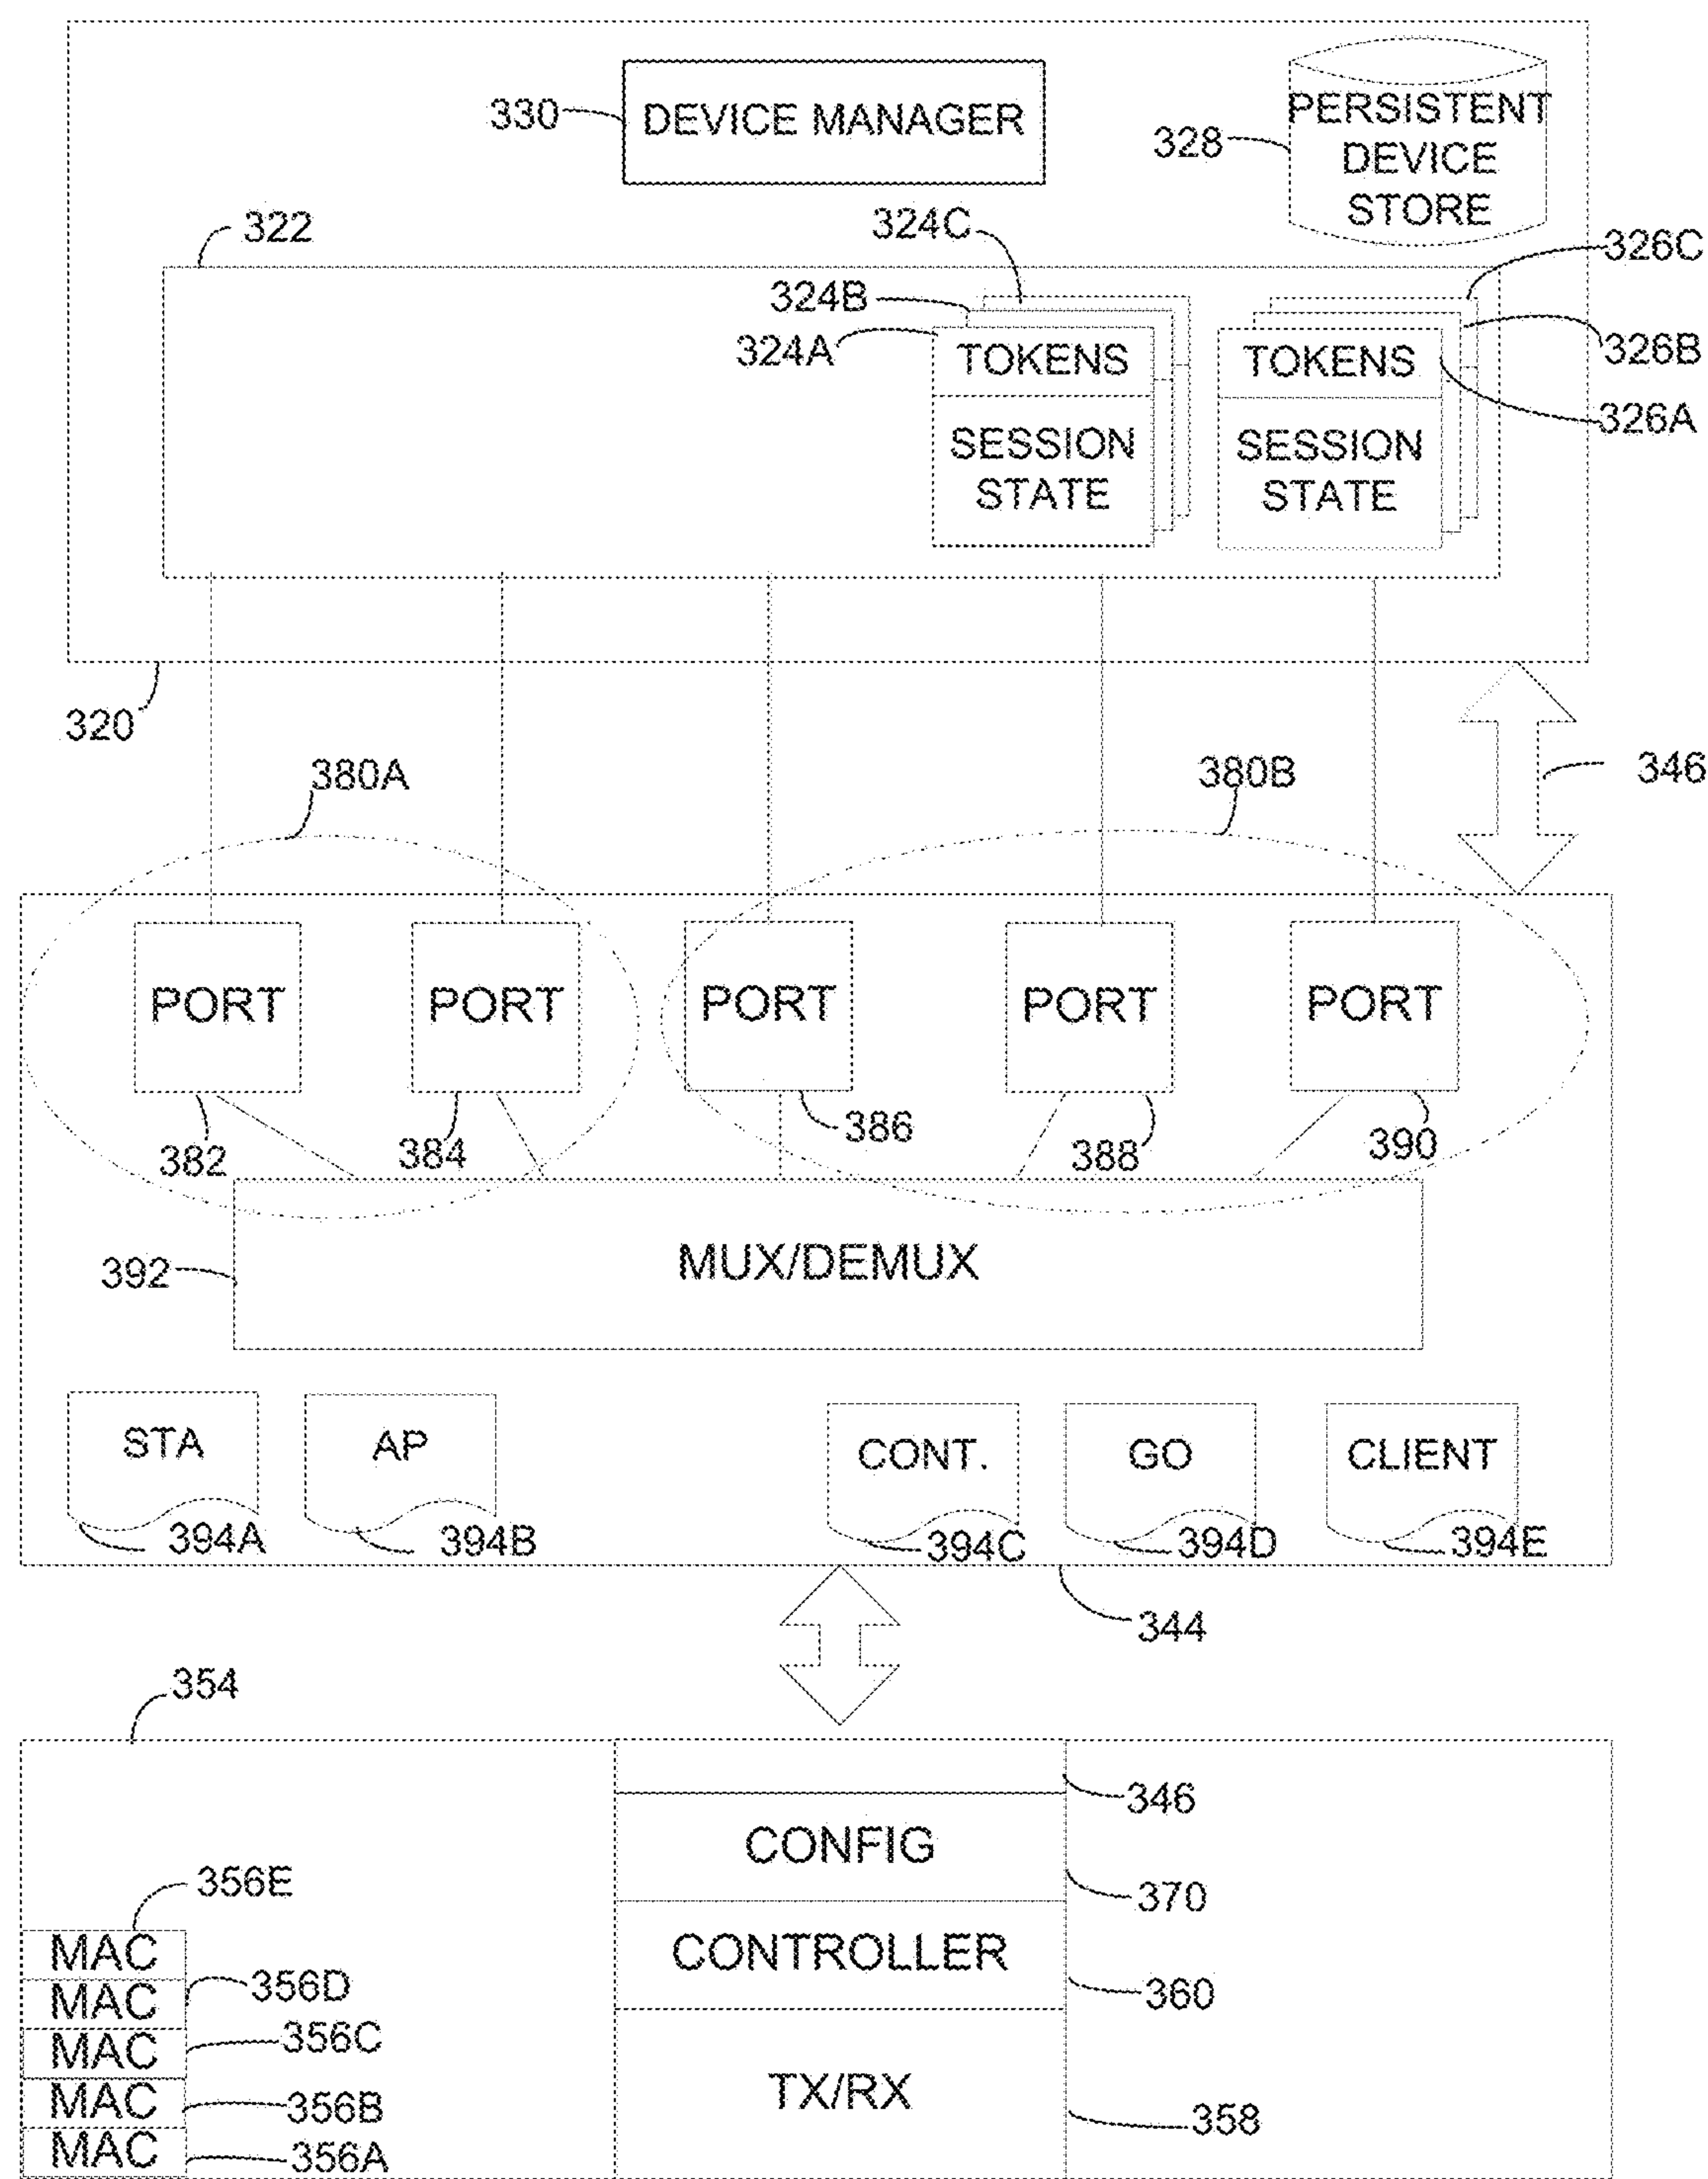 330
DEVICE MANAGER
328
PERSISTENT
DEVICE
STORE
322
324C
326C
324B
324A
TOKENS
SESSION
STATE
TOKENS
SESSION
STATE
326B
326A
320
380A
380B
346
PORT
PORT
PORT
PORT
PORT
382
384
386
388
390
392
MUX/DEMUX
STA
AP
CONT.
GO
CLIENT
394A
394B
394C
394D
394E
344
354
346
CONFIG
370
356E
MAC
CONTROLLER
356D
MAC
360
356C
MAC
TX/RX
356B
MAC
358
356A
MAC